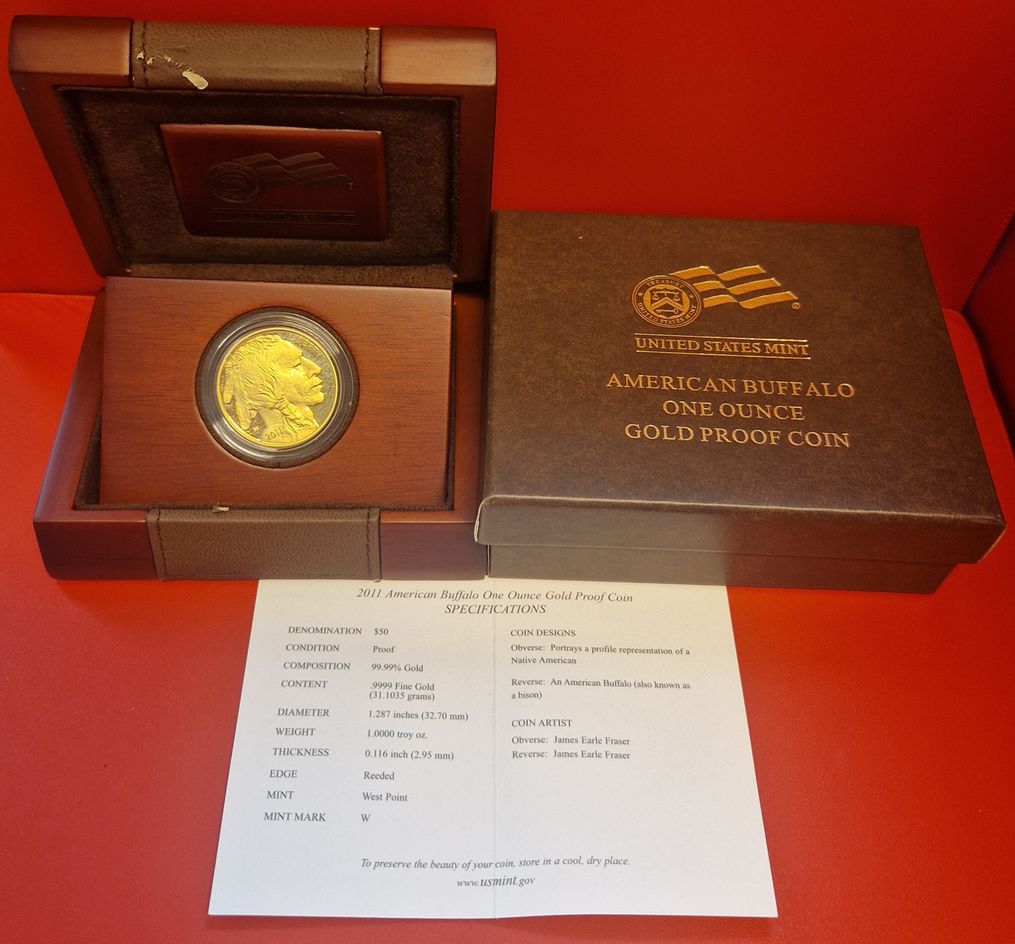 TREASURY
UNITED STATES MINT
UNITED STATES MINT
AMERICAN BUFFALO
ONE OUNCE
GOLD PROOF COIN
2011 American Buffalo One Ounce Gold Proof Coin
SPECIFICATIONS
DENOMINATION $50
CONDITION Proof
COMPOSITION 99.99% Gold
CONTENT .9999 Fine Gold
(31.1035 grams)
DIAMETER 1.287 inches (32.70 mm)
WEIGHT 1.0000 troy oz.
THICKNESS 0.116 inch (2.95 mm)
EDGE Reeded
MINT West Point
MINT MARK W
COIN DESIGNS
Obverse: Portrays a profile representation of a
Native American
Reverse: An American Buffalo (also known as
a bison)
COIN ARTIST
Obverse: James Earle Fraser
Reverse: James Earle Fraser
To preserve the beauty of your coin, store in a cool, dry place.
www.usmint.gov